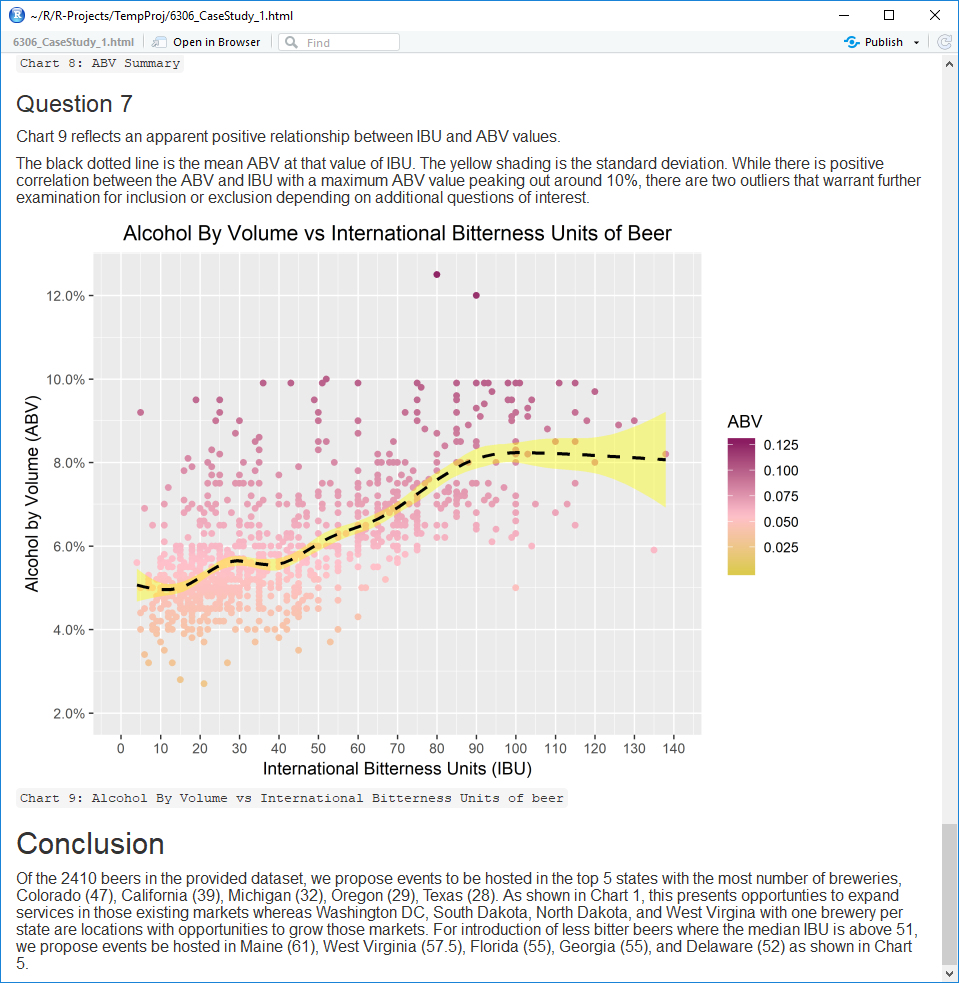 ~/R/R-Projects/TempProj/6306_CaseStudy_1.html
6306_CaseStudy_1.html Open in Browser Find Publish
Chart 8: ABV Summary
Question 7
Chart 9 reflects an apparent positive relationship between IBU and ABV values.
The black dotted line is the mean ABV at that value of IBU. The yellow shading is the standard deviation. While there is positive
correlation between the ABV and IBU with a maximum ABV value peaking out around 10%, there are two outliers that warrant further
examination for inclusion or exclusion depending on additional questions of interest.
Alcohol By Volume vs International Bitterness Units of Beer
Alcohol by Volume (ABV)
12.0%
10.0%
8.0%
6.0%
4.0%
2.0%
0 10 20 30 40 50 60 70 80 90 100 110 120 130 140
International Bitterness Units (IBU)
ABV
0.125
0.100
0.075
0.050
0.025
Chart 9: Alcohol By Volume vs International Bitterness Units of beer
Conclusion
Of the 2410 beers in the provided dataset, we propose events to be hosted in the top 5 states with the most number of breweries,
Colorado (47), California (39), Michigan (32), Oregon (29), Texas (28). As shown in Chart 1, this presents opportunties to expand
services in those existing markets whereas Washington DC, South Dakota, North Dakota, and West Virgina with one brewery per
state are locations with opportunities to grow those markets. For introduction of less bitter beers where the median IBU is above 51,
we propose events be hosted in Maine (61), West Virginia (57.5), Florida (55), Georgia (55), and Delaware (52) as shown in Chart
5.